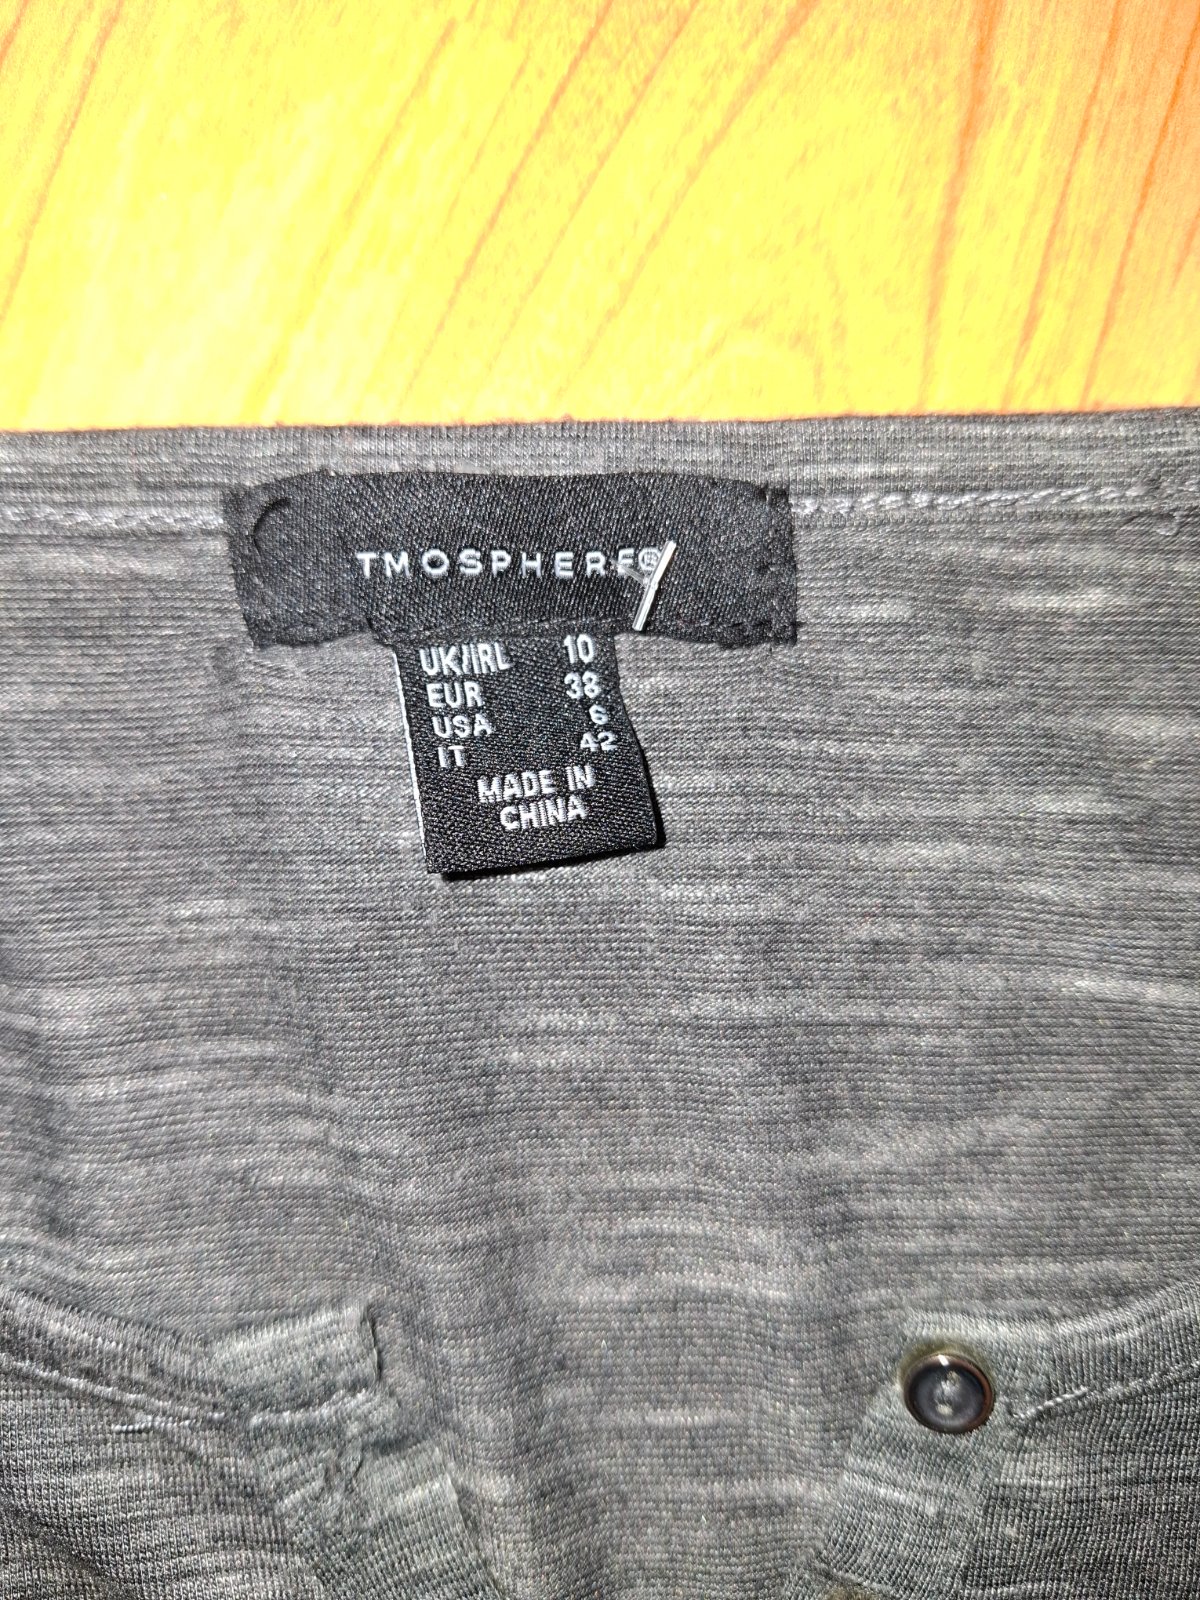 TMOSPHERE®
UK/IRL 10
EUR 38
USA 6
IT 42
MADE IN
CHINA